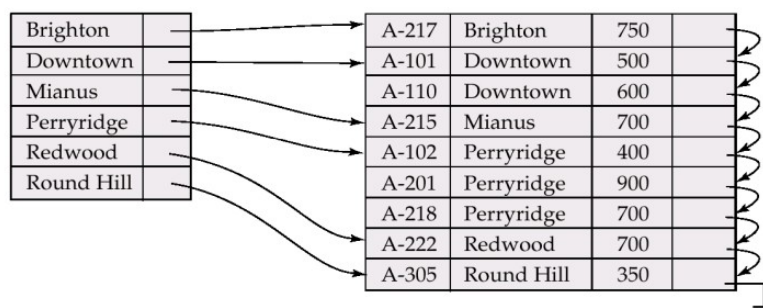 Brighton
Downtown
Mianus
Perryridge
Redwood
Round Hill
A-217 Brighton 750
A-101 Downtown 500
A-110 Downtown 600
A-215 Mianus 700
A-102 Perryridge 400
A-201 Perryridge 900
A-218 Perryridge 700
A-222 Redwood 700
A-305 Round Hill 350